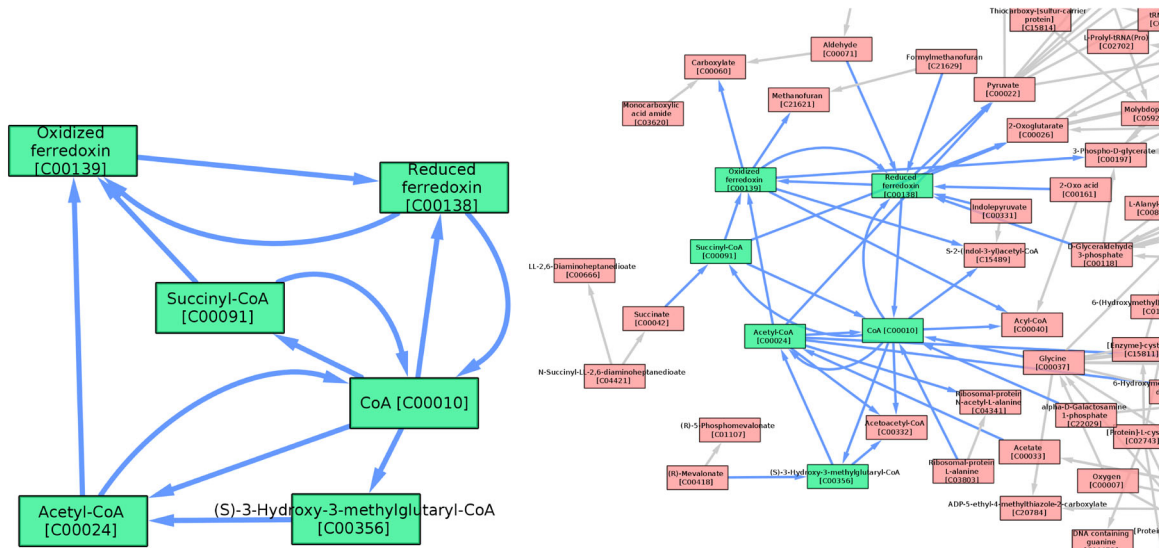 Oxidized
ferredoxin
[C00139]
Reduced
ferredoxin
[C00138]
Succinyl-CoA
[C00091]
CoA [C00010]
Acetyl-CoA
[C00024]
(S)-3-Hydroxy-3-methylglutaryl-CoA
[C00356]
Thiocarboxy-[sulfur-carrier
protein]
[C15814]
L-Prolyl-tRNA(Pro)
[C02702]
Aldehyde
[C00071]
Carboxylate
[C00060]
Formylmethanofuran
[C21629]
Methanofuran
[C21621]
Pyruvate
[C00022]
Monocarboxylic
acid amide
[C03620]
2-Oxoglutarate
[C00026]
3-Phospho-D-glycerate
[C00197]
Oxidized
ferredoxin
[C00139]
Reduced
ferredoxin
[C00138]
2-Oxo acid
[C00161]
Indolepyruvate
[C00331]
Succinyl-CoA
[C00091]
S-2-(Indol-3-yl)acetyl-CoA
[C15489]
D-Glyceraldehyde
3-phosphate
[C00118]
LL-2,6-Diaminoheptanedioate
[C00666]
Succinate
[C00042]
Acetyl-CoA
[C00024]
CoA [C00010]
Acyl-CoA
[C00040]
[C15811]
Glycine
[C00037]
N-Succinyl-LL-2,6-diaminoheptanedioate
[C04421]
Ribosomal-protein
N-acetyl-L-alanine
[C04341]
alpha-D-Galactosamine
1-phosphate
[C22029]
(R)-5-Phosphomevalonate
[C01107]
Acetoacetyl-CoA
[C00332]
[C02743]
Acetate
[C00033]
(R)-Mevalonate
[C00418]
(S)-3-Hydroxy-3-methylglutaryl-CoA
[C00356]
Ribosomal-protein
L-alanine
[C03803]
Oxygen
[C00007]
ADP-5-ethyl-4-methylthiazole-2-carboxylate
[C20784]
DNA containing
guanine